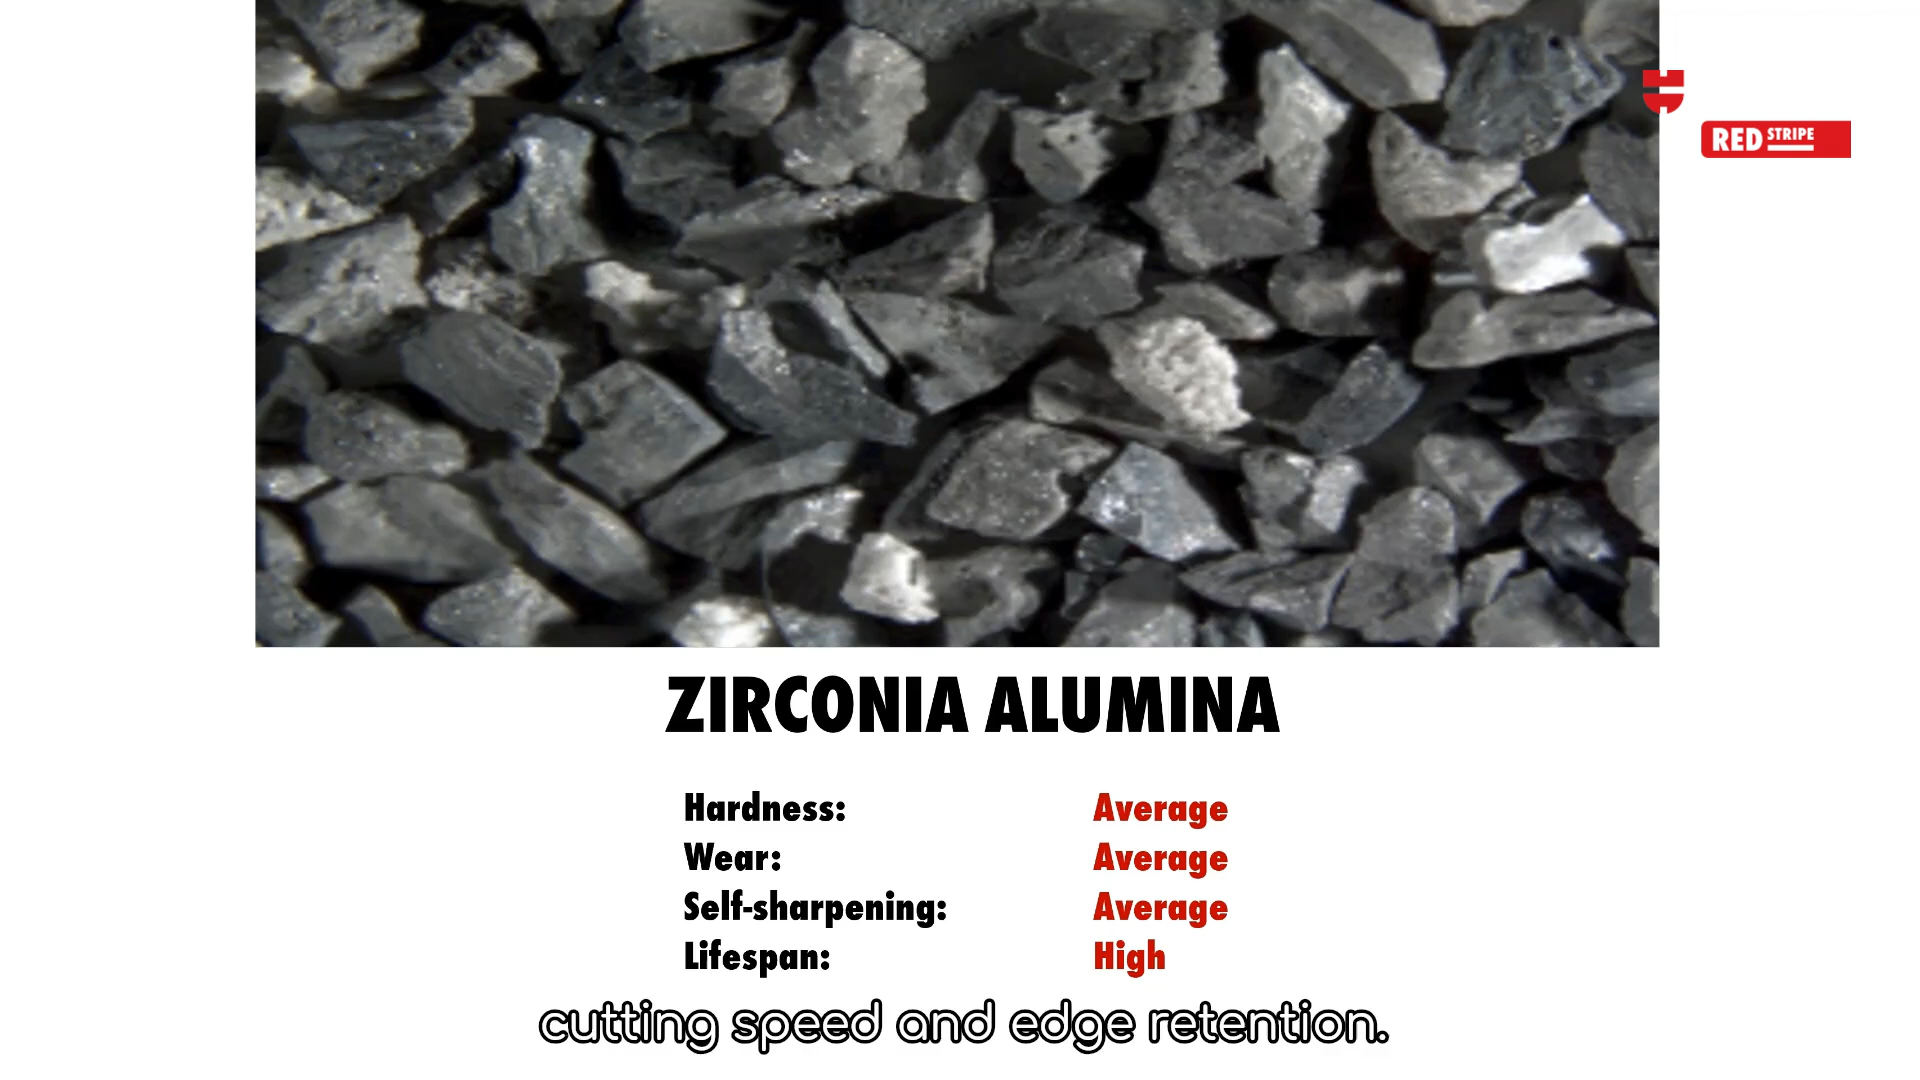 RED STRIPE
ZIRCONIA ALUMINA
Hardness: Average
Wear: Average
Self-sharpening: Average
Lifespan: High
cutting speed and edge retention.